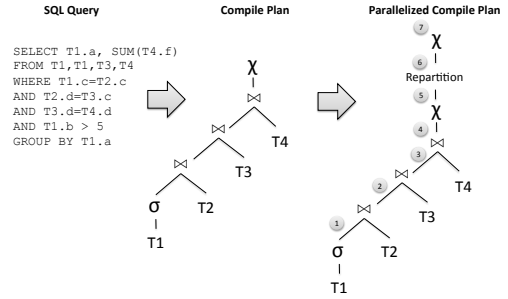 SQL Query
SELECT T1.a, SUM(T4.f)
FROM T1,T1,T3,T4
WHERE T1.c=T2.c
AND T2.d=T3.c
AND T3.d=T4.d
AND T1.b > 5
GROUP BY T1.a
Compile Plan
χ
⋈
⋈
T4
⋈
T3
σ
T2
T1
Parallelized Compile Plan
7
χ
6
Repartition
5
χ
4
⋈
3
⋈
T4
2
⋈
T3
1
σ
T2
T1